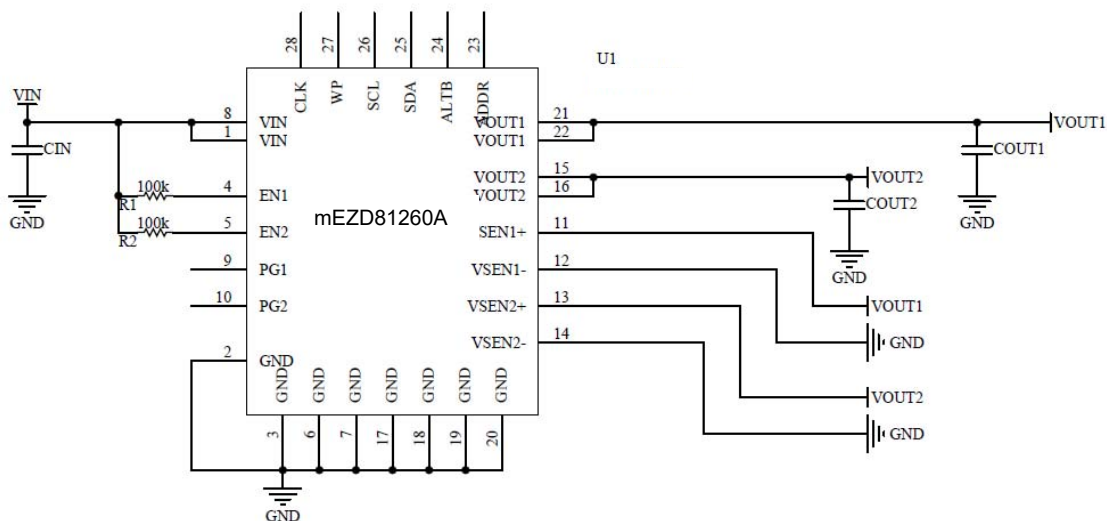 U1
28 27 26 25 24 23
CLK WP SCL SDA ALTB ADDR
VIN
CIN
GND
8 VIN
1 VIN
100k
R1
4 EN1
100k
R2
5 EN2
9 PG1
10 PG2
2 GND
mEZD81260A
VOUT1 21
VOUT1 22
VOUT2 15
VOUT2 16
SEN1+ 11
VSEN1- 12
VSEN2+ 13
VSEN2- 14
VOUT1
COUT1
GND
VOUT2
COUT2
GND
VOUT1
GND
VOUT2
GND
GND GND GND GND GND GND GND
3 6 7 17 18 19 20
GND